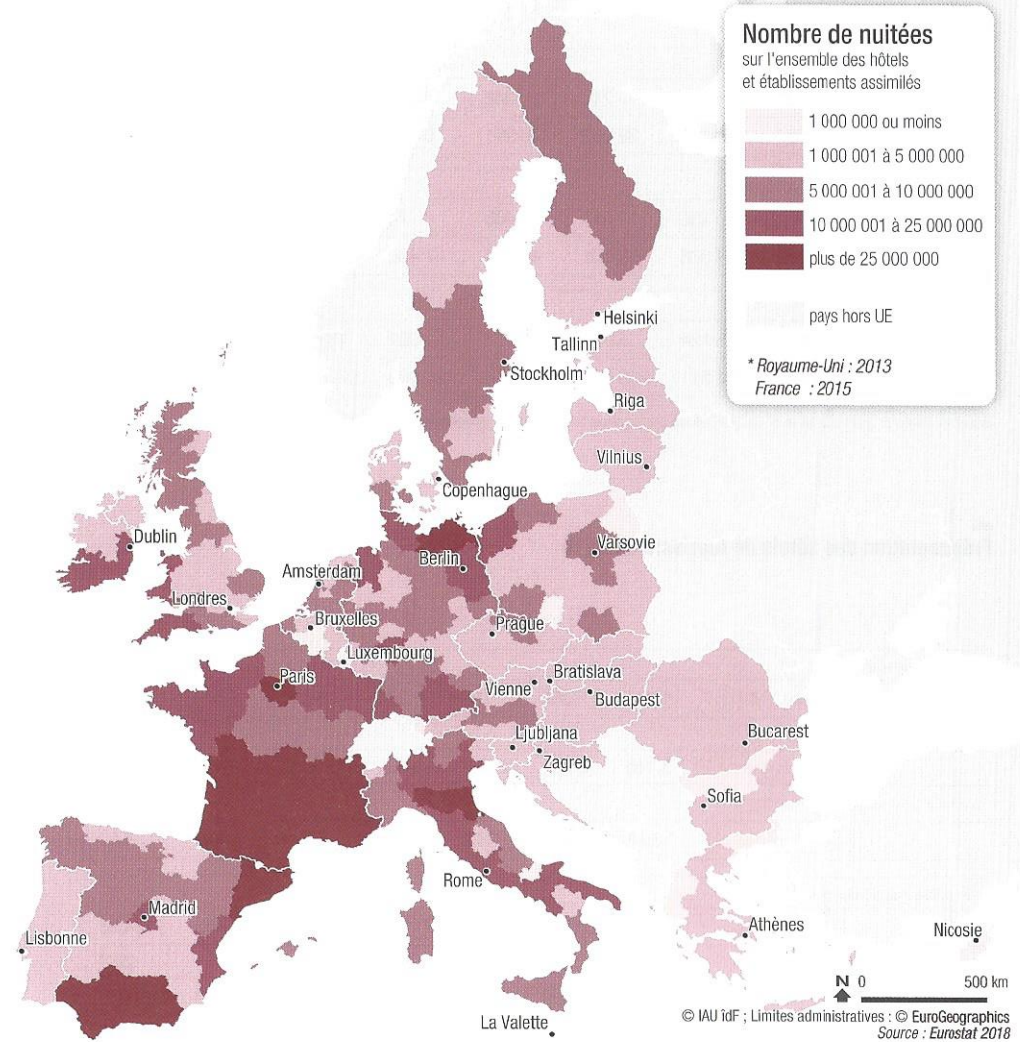 Nombre de nuitées
sur l'ensemble des hôtels
et établissements assimilés
1 000 000 ou moins
1 000 001 à 5 000 000
5 000 001 à 10 000 000
10 000 001 à 25 000 000
plus de 25 000 000
pays hors UE
* Royaume-Uni : 2013
France : 2015
Helsinki
Tallinn
Stockholm
Riga
Vilnius
Copenhague
Dublin
Varsovie
Berlin
Amsterdam
Londres
Bruxelles
Prague
Luxembourg
Paris
Bratislava
Vienne
Budapest
Ljubljana
Bucarest
Zagreb
Sofia
Rome
Madrid
Athènes
Nicosie
Lisbonne
N 0 500 km
La Valette
© IAU îdF ; Limites administratives : © EuroGeographics
Source : Eurostat 2018